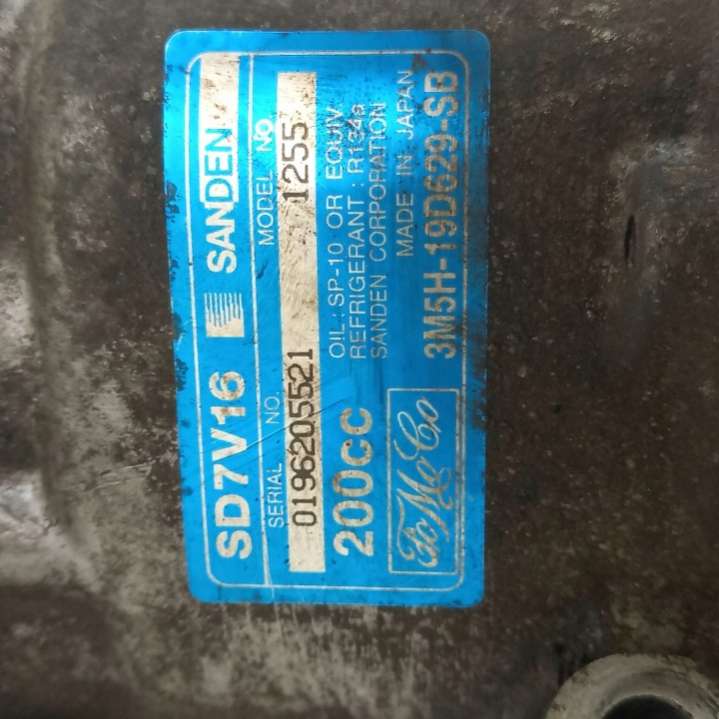 SD7V16 SANDEN
SERIAL NO. MODEL NO
0196205521 1255
200cc
OIL : SP-10 OR EQUIV
REFRIGERANT : R134a
SANDEN CORPORATION
MADE IN JAPAN
FoMoCo
3M5H-19D629-SB